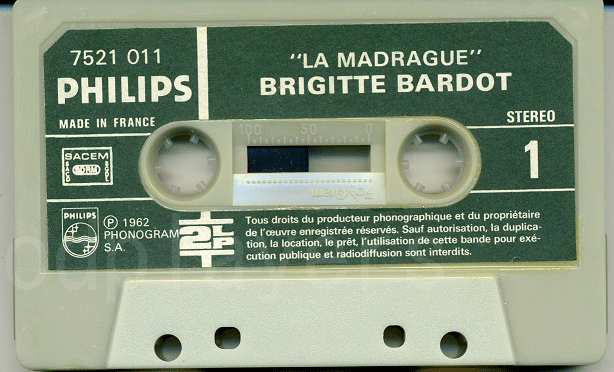 7521 011
PHILIPS
MADE IN FRANCE
"LA MADRAGUE"
BRIGITTE BARDOT
STEREO
1
100 50 0
SACEM
PHILIPS
℗ 1962
PHONOGRAM
S.A.
2
LP
Tous droits du producteur phonographique et du propriétaire
de l'œuvre enregistrée réservés. Sauf autorisation, la duplica-
tion, la location, le prêt, l'utilisation de cette bande pour exé-
cution publique et radiodiffusion sont interdits.